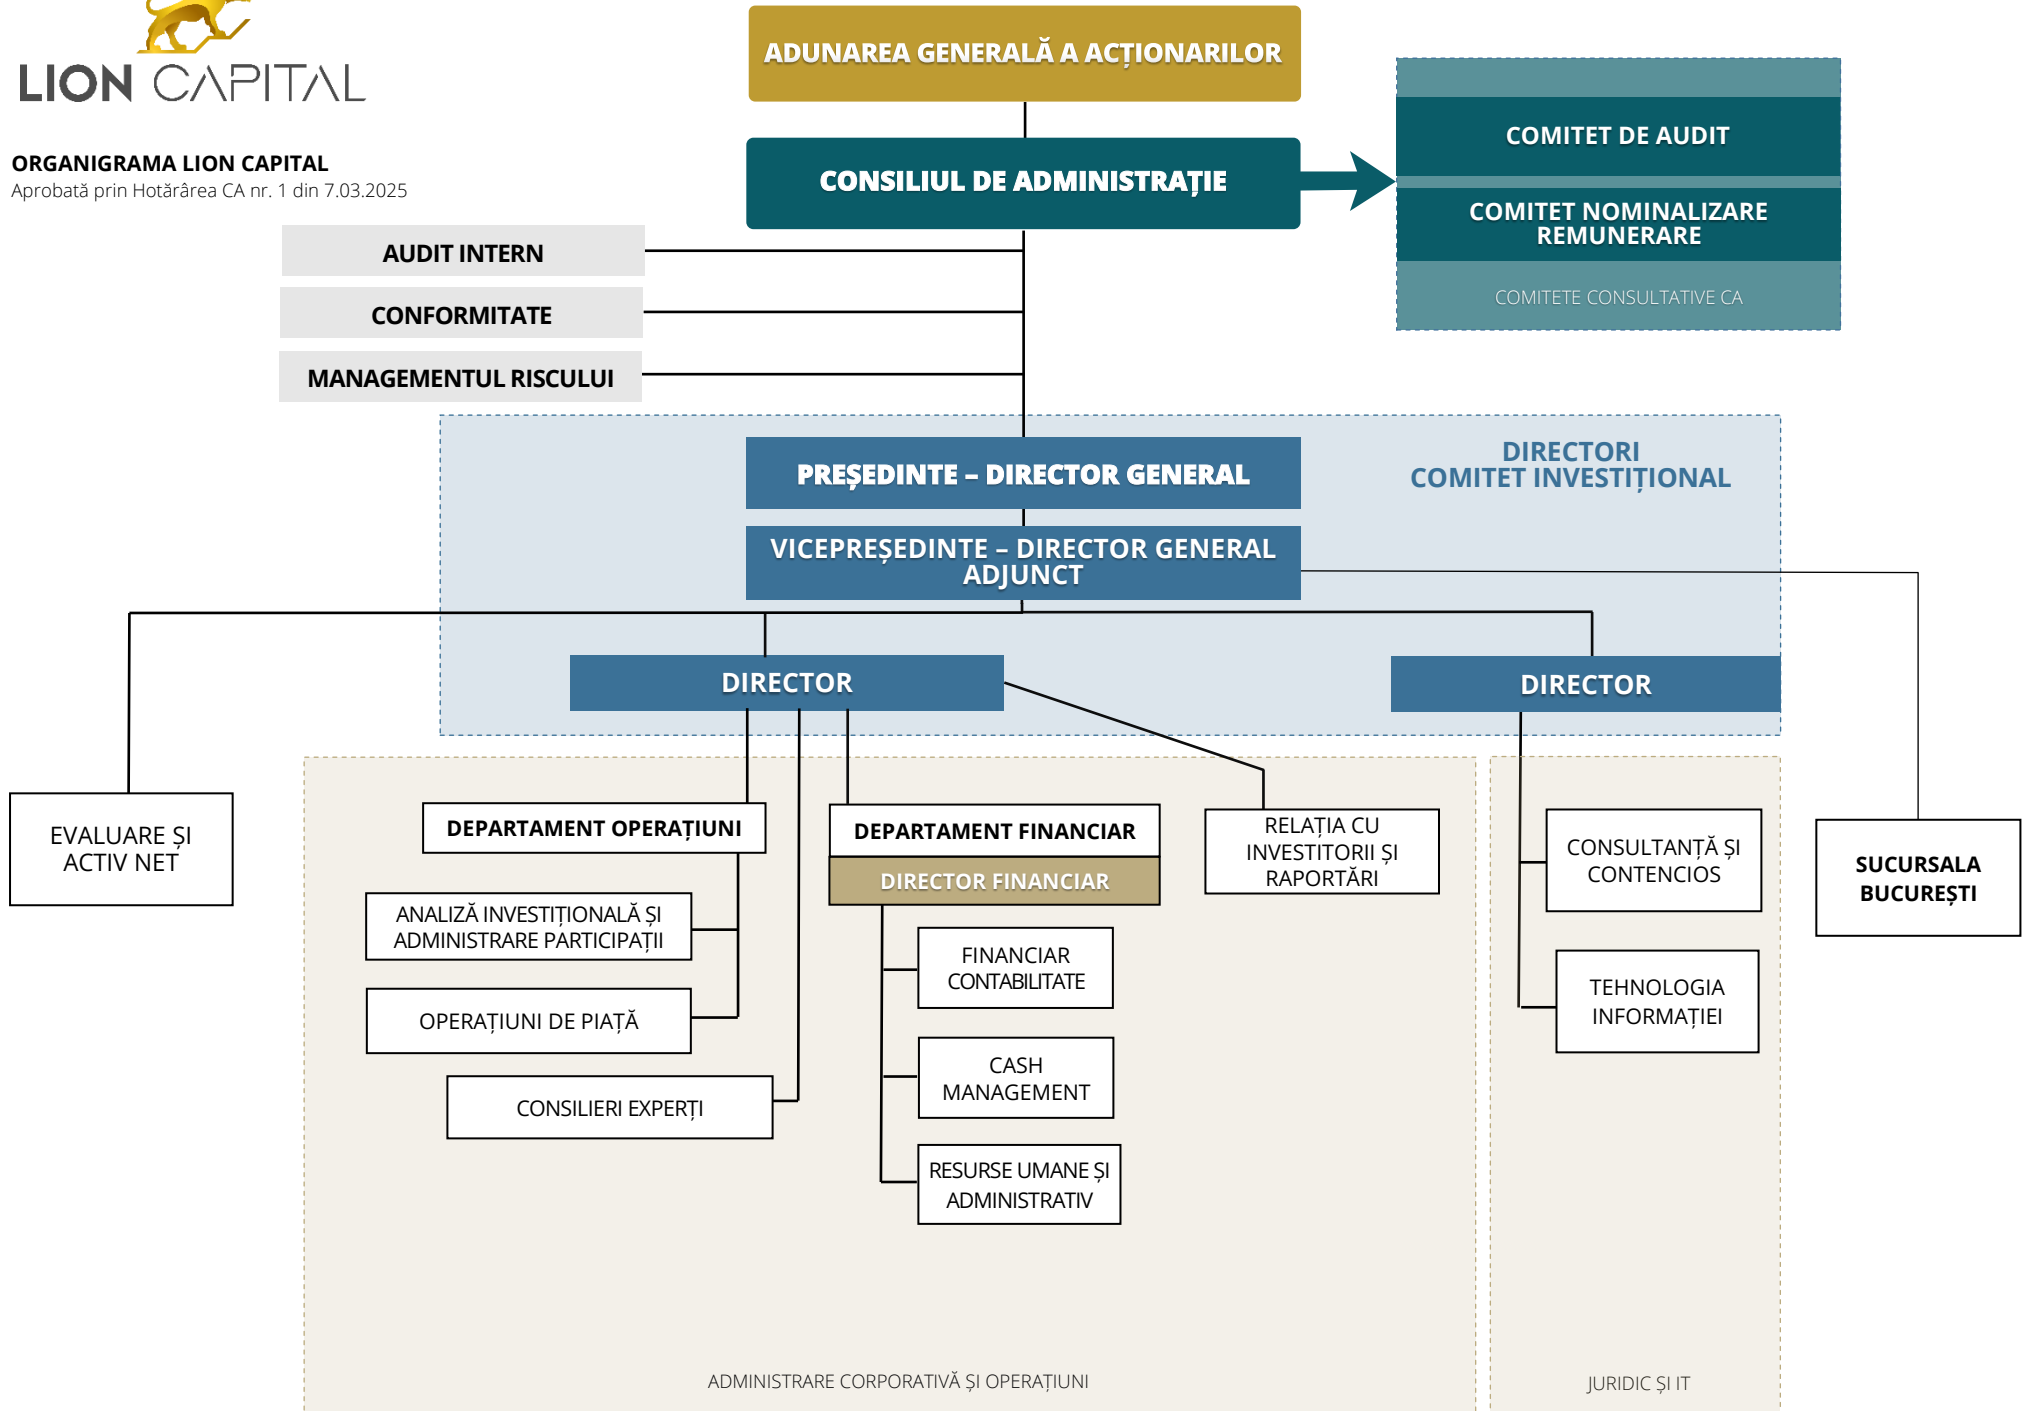 LION CAPITAL
ORGANIGRAMA LION CAPITAL
Aprobată prin Hotărârea CA nr. 1 din 7.03.2025
ADUNAREA GENERALĂ A ACȚIONARILOR
CONSILIUL DE ADMINISTRAȚIE
COMITET DE AUDIT
COMITET NOMINALIZARE
REMUNERARE
COMITETE CONSULTATIVE CA
AUDIT INTERN
CONFORMITATE
MANAGEMENTUL RISCULUI
DIRECTORI
COMITET INVESTIȚIONAL
PREȘEDINTE – DIRECTOR GENERAL
VICEPREȘEDINTE – DIRECTOR GENERAL
ADJUNCT
DIRECTOR
DIRECTOR
EVALUARE ȘI
ACTIV NET
DEPARTAMENT OPERAȚIUNI
ANALIZĂ INVESTIȚIONALĂ ȘI
ADMINISTRARE PARTICIPAȚII
OPERAȚIUNI DE PIAȚĂ
CONSILIERI EXPERȚI
DEPARTAMENT FINANCIAR
DIRECTOR FINANCIAR
FINANCIAR
CONTABILITATE
CASH
MANAGEMENT
RESURSE UMANE ȘI
ADMINISTRATIV
RELAȚIA CU
INVESTITORII ȘI
RAPORTĂRI
CONSULTANȚĂ ȘI
CONTENCIOS
TEHNOLOGIA
INFORMAȚIEI
SUCURSALA
BUCUREȘTI
ADMINISTRARE CORPORATIVĂ ȘI OPERAȚIUNI
JURIDIC ȘI IT